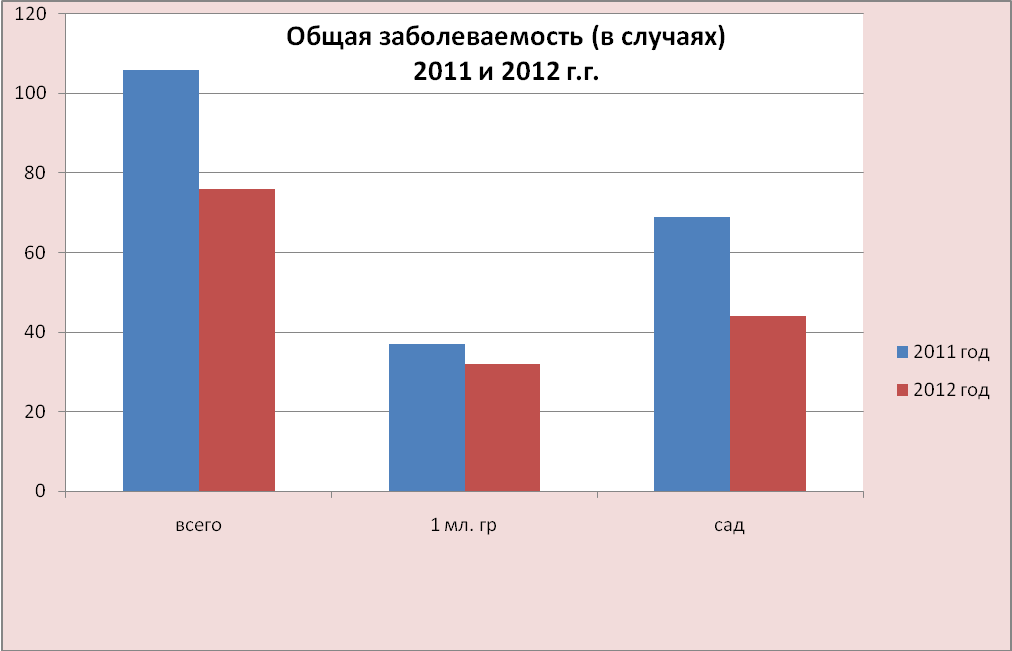 Общая заболеваемость (в случаях)
2011 и 2012 г.г.
120
100
80
60
40
20
0
всего 1 мл. гр сад
2011 год
2012 год